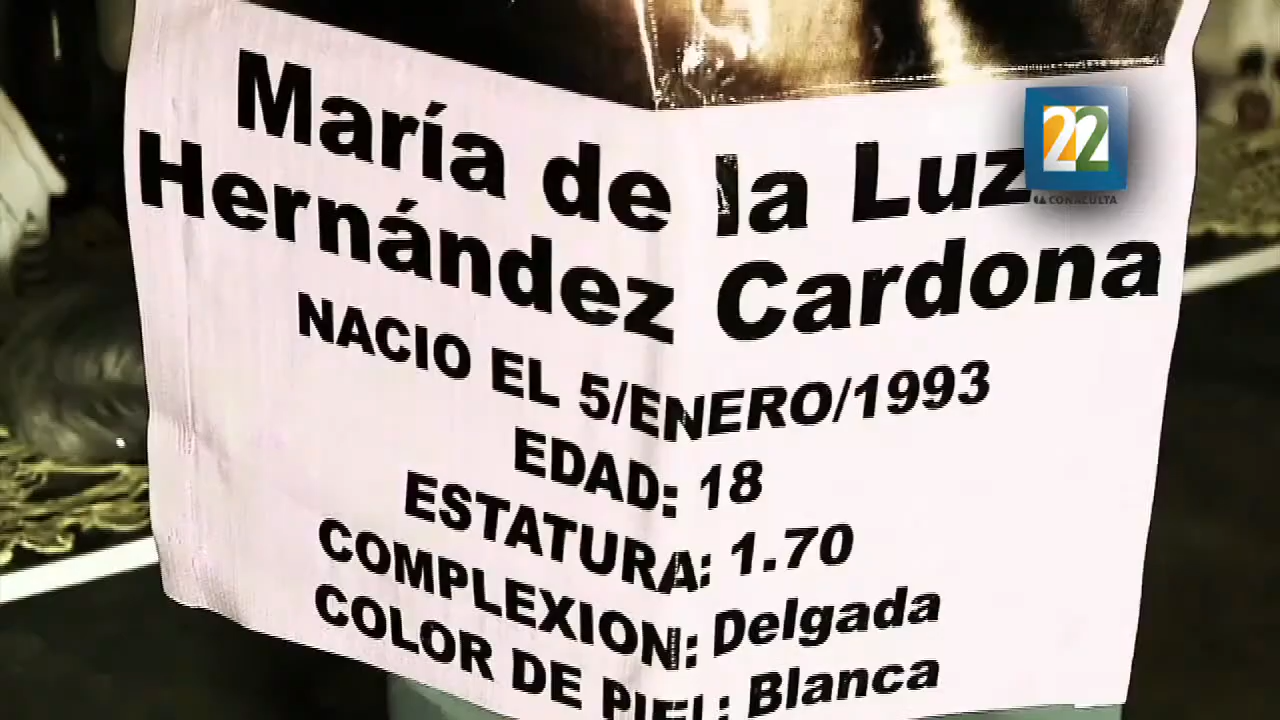 María de la Luz
Hernández Cardona
NACIO EL 5/ENERO/1993
EDAD: 18
ESTATURA: 1.70
COMPLEXION: Delgada
COLOR DE PIEL: Blanca
22
CONACULTA